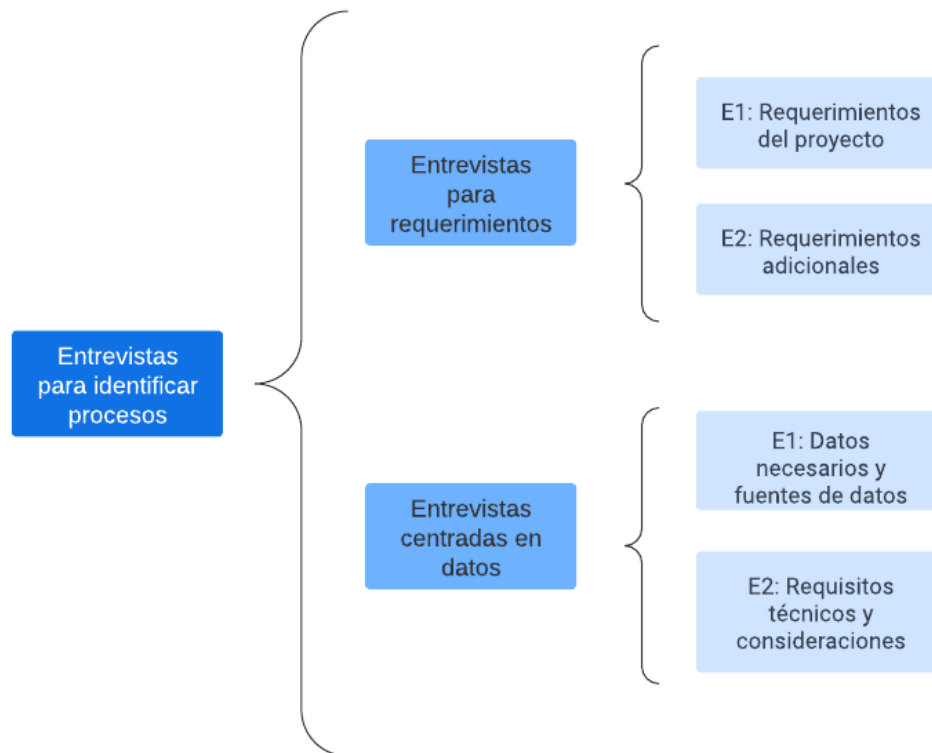 Entrevistas
para identificar
procesos
Entrevistas
para
requerimientos
E1: Requerimientos
del proyecto
E2: Requerimientos
adicionales
Entrevistas
centradas en
datos
E1: Datos
necesarios y
fuentes de datos
E2: Requisitos
técnicos y
consideraciones